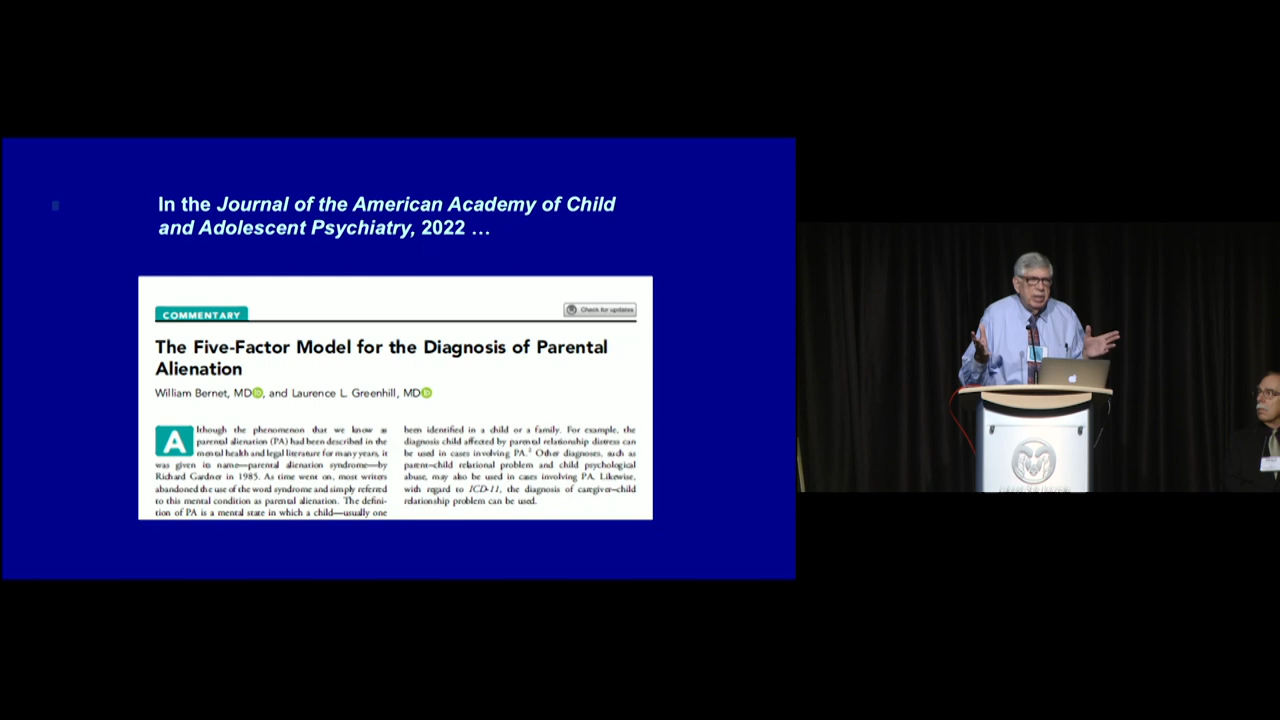 In the Journal of the American Academy of Child
and Adolescent Psychiatry, 2022 ...
COMMENTARY
Check for updates
The Five-Factor Model for the Diagnosis of Parental
Alienation
William Bernet, MD, and Laurence L. Greenhill, MD
Although the phenomenon that we know as
parental alienation (PA) had been described in the
mental health and legal literature for many years, it
was given its name—parental alienation syndrome—by
Richard Gardner in 1985. As time went on, most writers
abandoned the use of the word syndrome and simply referred
to this mental condition as parental alienation. The defini-
tion of PA is a mental state in which a child—usually one
been identified in a child or a family. For example, the
diagnosis child affected by parental relationship distress can
be used in cases involving PA.2 Other diagnoses, such as
parent–child relational problem and child psychological
abuse, may also be used in cases involving PA. Likewise,
with regard to ICD-11, the diagnosis of caregiver–child
relationship problem can be used.